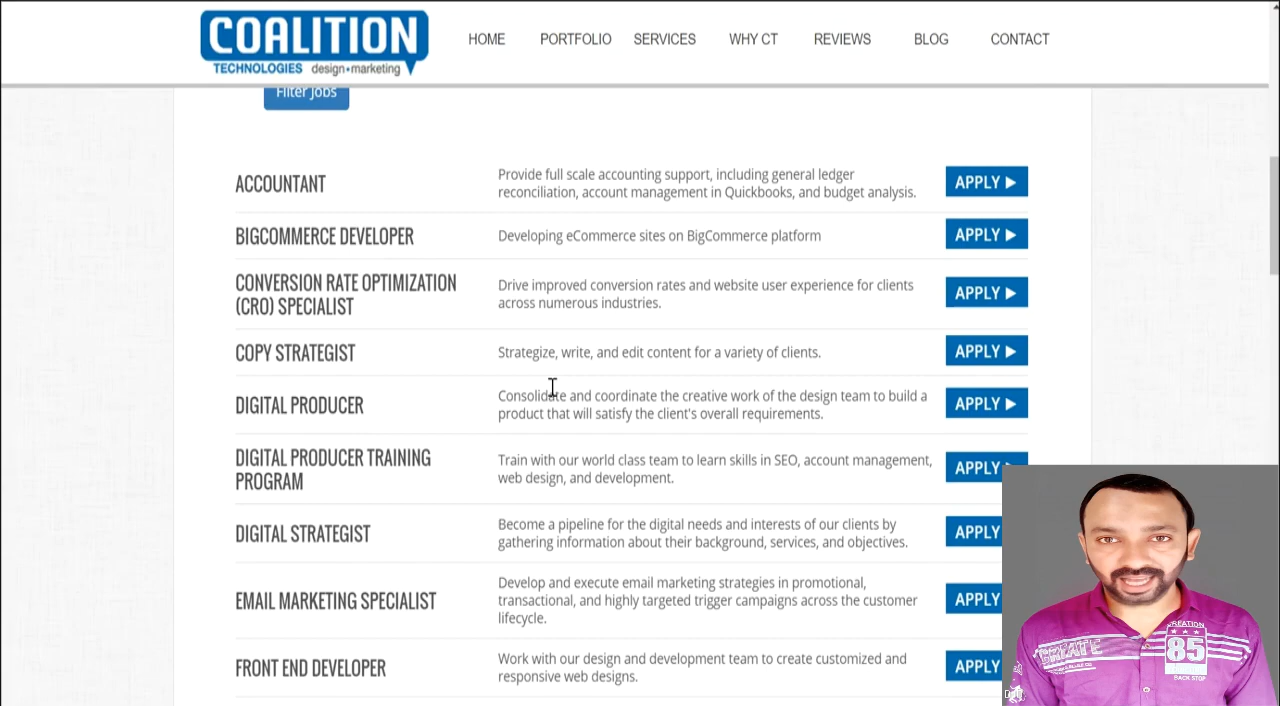 COALITION
TECHNOLOGIES design•marketing
HOME PORTFOLIO SERVICES WHY CT REVIEWS BLOG CONTACT
Filter Jobs
ACCOUNTANT
Provide full scale accounting support, including general ledger
reconciliation, account management in Quickbooks, and budget analysis.
APPLY ▶
BIGCOMMERCE DEVELOPER
Developing eCommerce sites on BigCommerce platform
APPLY ▶
CONVERSION RATE OPTIMIZATION
(CRO) SPECIALIST
Drive improved conversion rates and website user experience for clients
across numerous industries.
APPLY ▶
COPY STRATEGIST
Strategize, write, and edit content for a variety of clients.
APPLY ▶
DIGITAL PRODUCER
Consolidate and coordinate the creative work of the design team to build a
product that will satisfy the client's overall requirements.
APPLY ▶
DIGITAL PRODUCER TRAINING
PROGRAM
Train with our world class team to learn skills in SEO, account management,
web design, and development.
APPLY ▶
DIGITAL STRATEGIST
Become a pipeline for the digital needs and interests of our clients by
gathering information about their background, services, and objectives.
APPLY
EMAIL MARKETING SPECIALIST
Develop and execute email marketing strategies in promotional,
transactional, and highly targeted trigger campaigns across the customer
lifecycle.
APPLY
FRONT END DEVELOPER
Work with our design and development team to create customized and
responsive web designs.
APPLY
CREATION
CREATE
85
BACK STOP